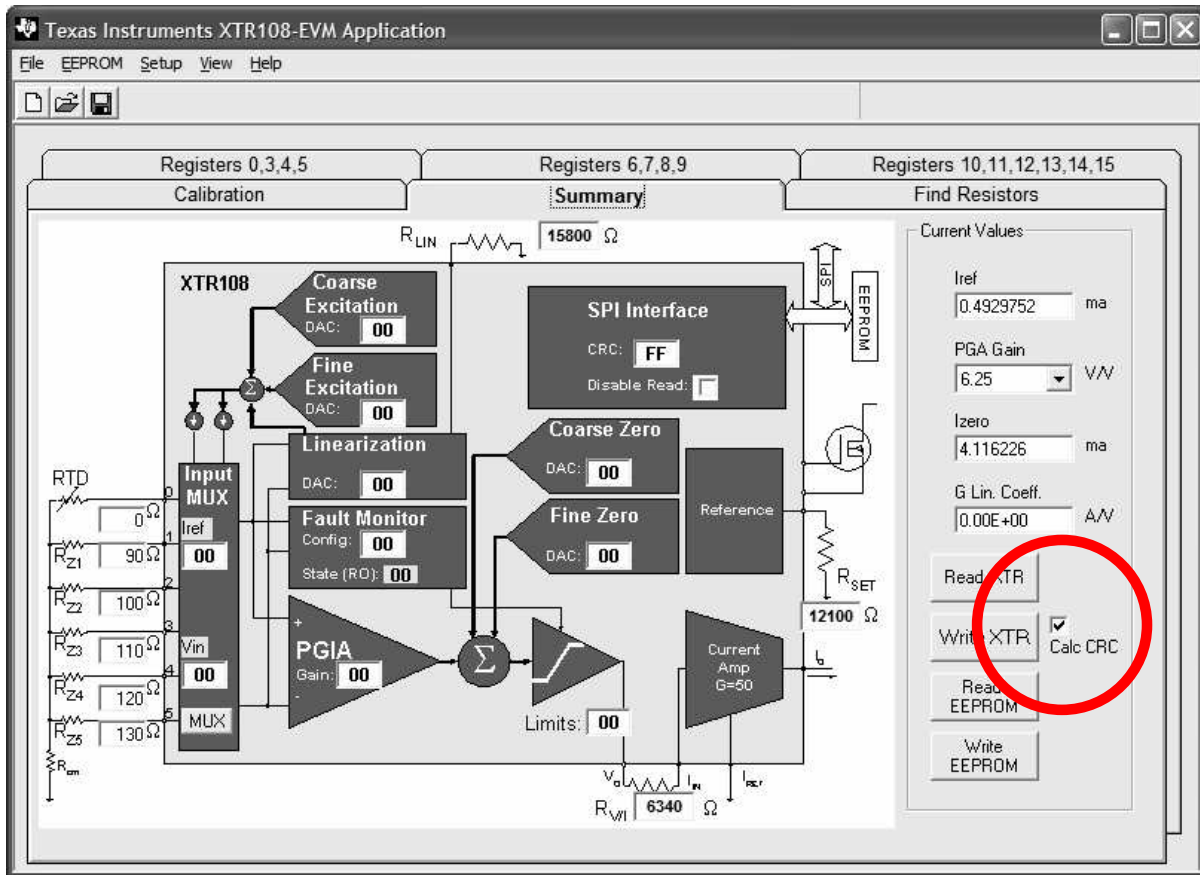 Texas Instruments XTR108-EVM Application
File EEPROM Setup View Help
Registers 0,3,4,5
Registers 6,7,8,9
Registers 10,11,12,13,14,15
Calibration
Summary
Find Resistors
RLIN
15800 Ω
XTR108
Coarse Excitation
DAC: 00
Fine Excitation
DAC: 00
Σ
Linearization
DAC: 00
Fault Monitor
Config: 00
State (RO): 00
SPI Interface
CRC: FF
Disable Read:
SPI
EEPROM
Coarse Zero
DAC: 00
Fine Zero
DAC: 00
Reference
RSET
12100 Ω
RTD
0
0 Ω
RZ1
1
90 Ω
RZ2
2
100 Ω
RZ3
3
110 Ω
RZ4
4
120 Ω
RZ5
5
130 Ω
Rcm
Input MUX
Iref
00
Vin
00
MUX
+
PGIA
Gain: 00
-
Σ
Limits: 00
Current Amp G=50
Io
Vo
IIN
IRET
RV/I
6340 Ω
Current Values
Iref
0.4929752 ma
PGA Gain
6.25 V/V
Izero
4.116226 ma
G Lin. Coeff.
0.00E+00 A/V
Read XTR
Write XTR
Calc CRC
Read EEPROM
Write EEPROM